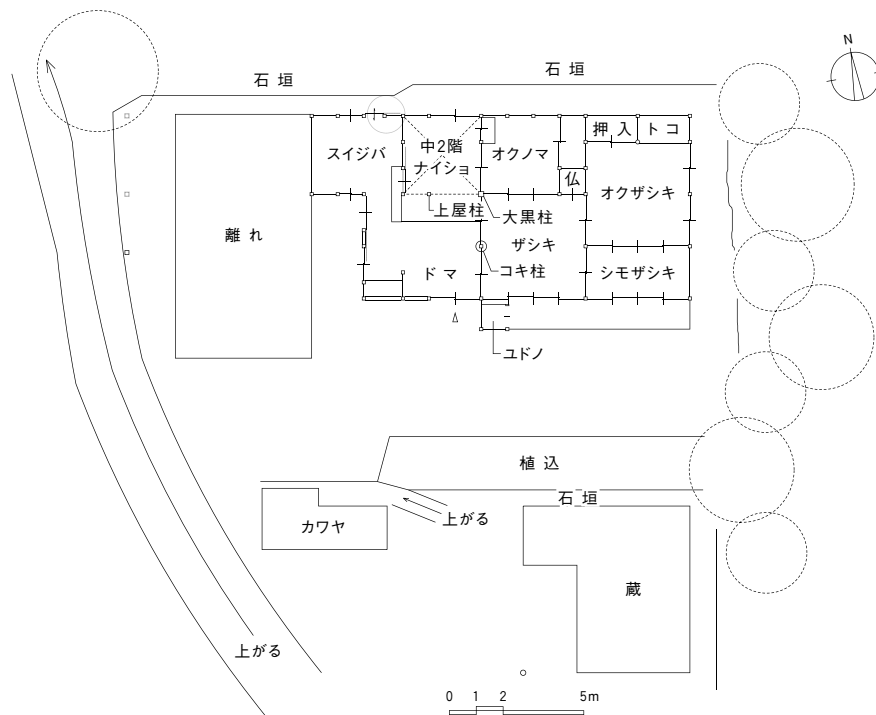 石垣
石垣
N
押入
トコ
中2階
ナイショ
スイジバ
オクノマ
仏
オクザシキ
上屋柱
大黒柱
離れ
ザシキ
ドマ
コキ柱
シモザシキ
ユドノ
植込
石垣
上がる
カワヤ
蔵
上がる
0 1 2 5m